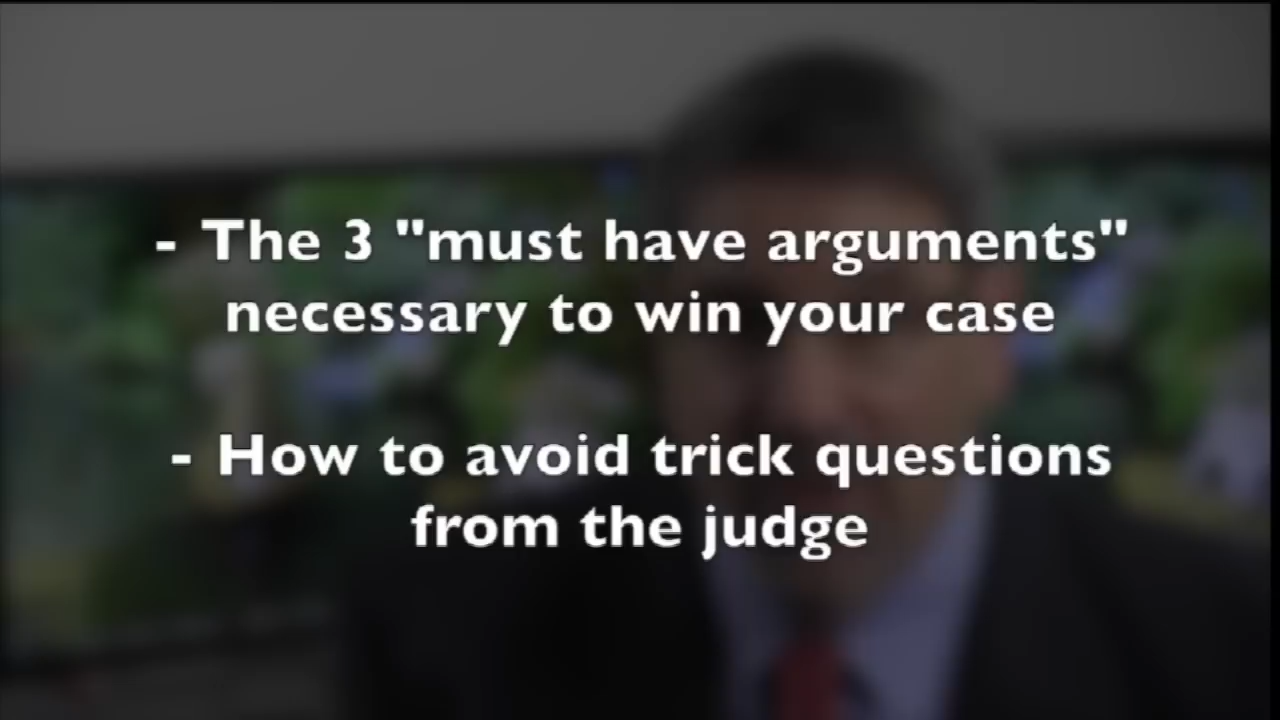 - The 3 "must have arguments"
necessary to win your case
- How to avoid trick questions
from the judge